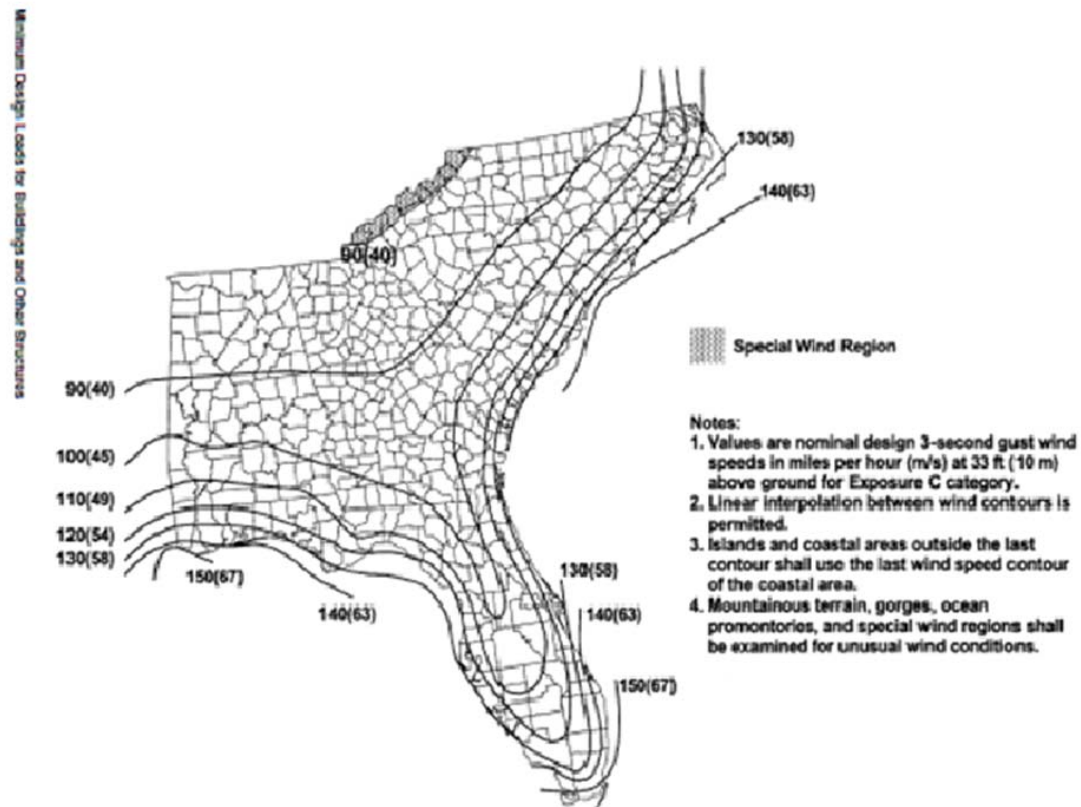 Minimum Design Loads for Buildings and Other Structures
130(58)
140(63)
90(40)
Special Wind Region
90(40)
Notes:
1. Values are nominal design 3-second gust wind
speeds in miles per hour (m/s) at 33 ft (10 m)
above ground for Exposure C category.
2. Linear interpolation between wind contours is
permitted.
3. Islands and coastal areas outside the last
contour shall use the last wind speed contour
of the coastal area.
4. Mountainous terrain, gorges, ocean
promontories, and special wind regions shall
be examined for unusual wind conditions.
100(45)
110(49)
120(54)
130(58)
150(67)
140(63)
130(58)
140(63)
150(67)